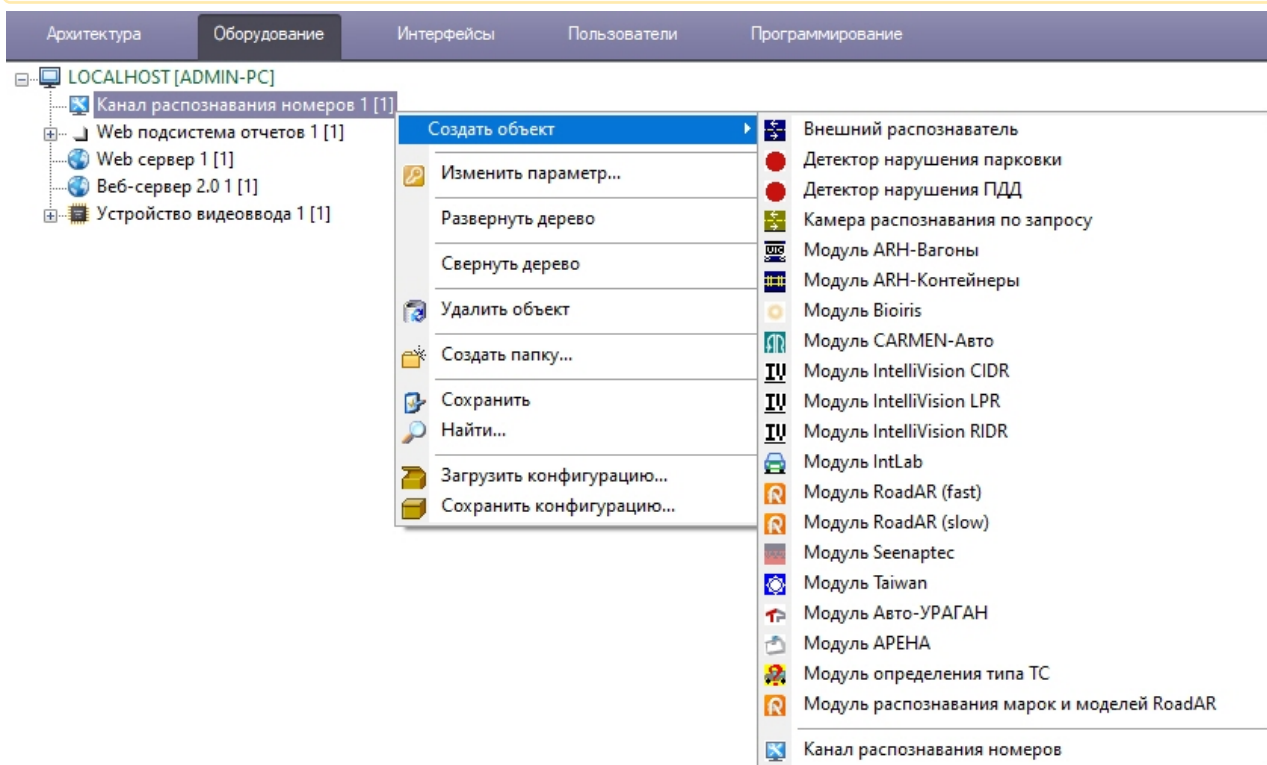 Архитектура Оборудование Интерфейсы Пользователи Программирование
LOCALHOST [ADMIN-PC]
Канал распознавания номеров 1 [1]
Web подсистема отчетов 1 [1]
Web сервер 1 [1]
Веб-сервер 2.0 1 [1]
Устройство видеоввода 1 [1]
Создать объект
Изменить параметр...
Развернуть дерево
Свернуть дерево
Удалить объект
Создать папку...
Сохранить
Найти...
Загрузить конфигурацию...
Сохранить конфигурацию...
Внешний распознаватель
Детектор нарушения парковки
Детектор нарушения ПДД
Камера распознавания по запросу
Модуль ARH-Вагоны
Модуль ARH-Контейнеры
Модуль Bioiris
Модуль CARMEN-Авто
Модуль IntelliVision CIDR
Модуль IntelliVision LPR
Модуль IntelliVision RIDR
Модуль IntLab
Модуль RoadAR (fast)
Модуль RoadAR (slow)
Модуль Seenaptec
Модуль Taiwan
Модуль Авто-УРАГАН
Модуль АРЕНА
Модуль определения типа ТС
Модуль распознавания марок и моделей RoadAR
Канал распознавания номеров